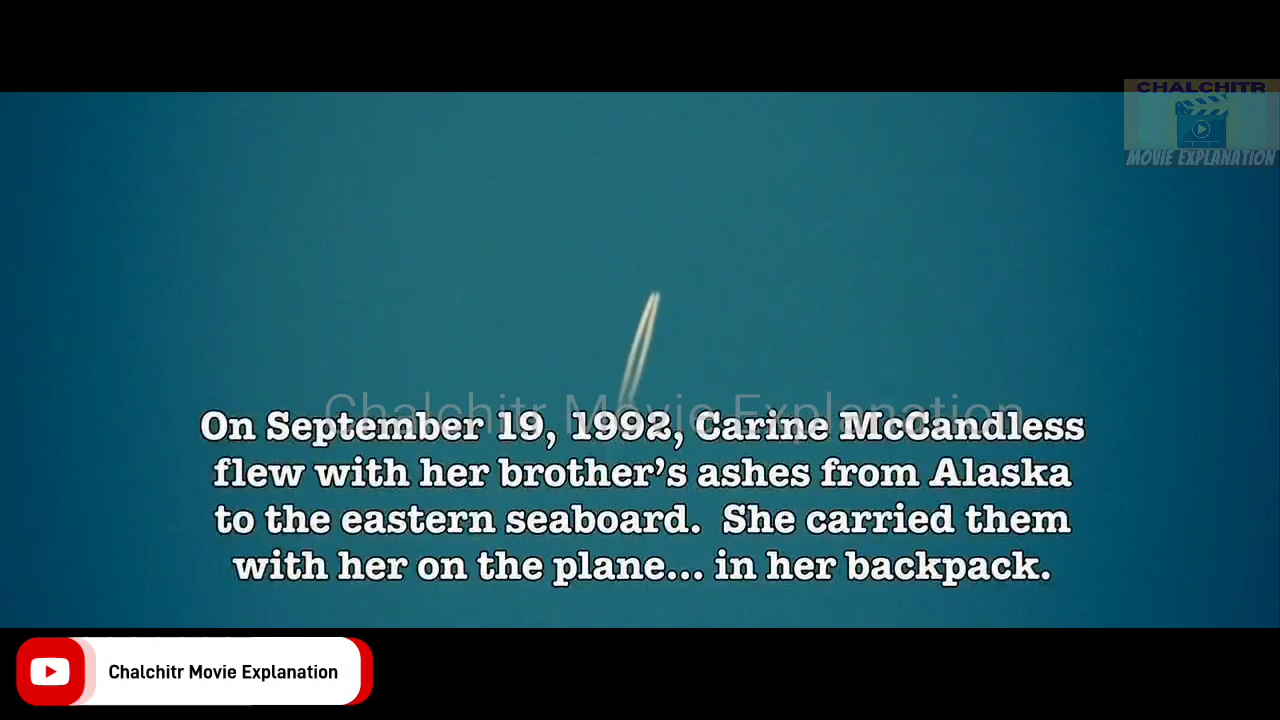 CHALCHITR
MOVIE EXPLANATION
Chalchitr Movie Explanation
On September 19, 1992, Carine McCandless
flew with her brother's ashes from Alaska
to the eastern seaboard.  She carried them
with her on the plane... in her backpack.
Chalchitr Movie Explanation